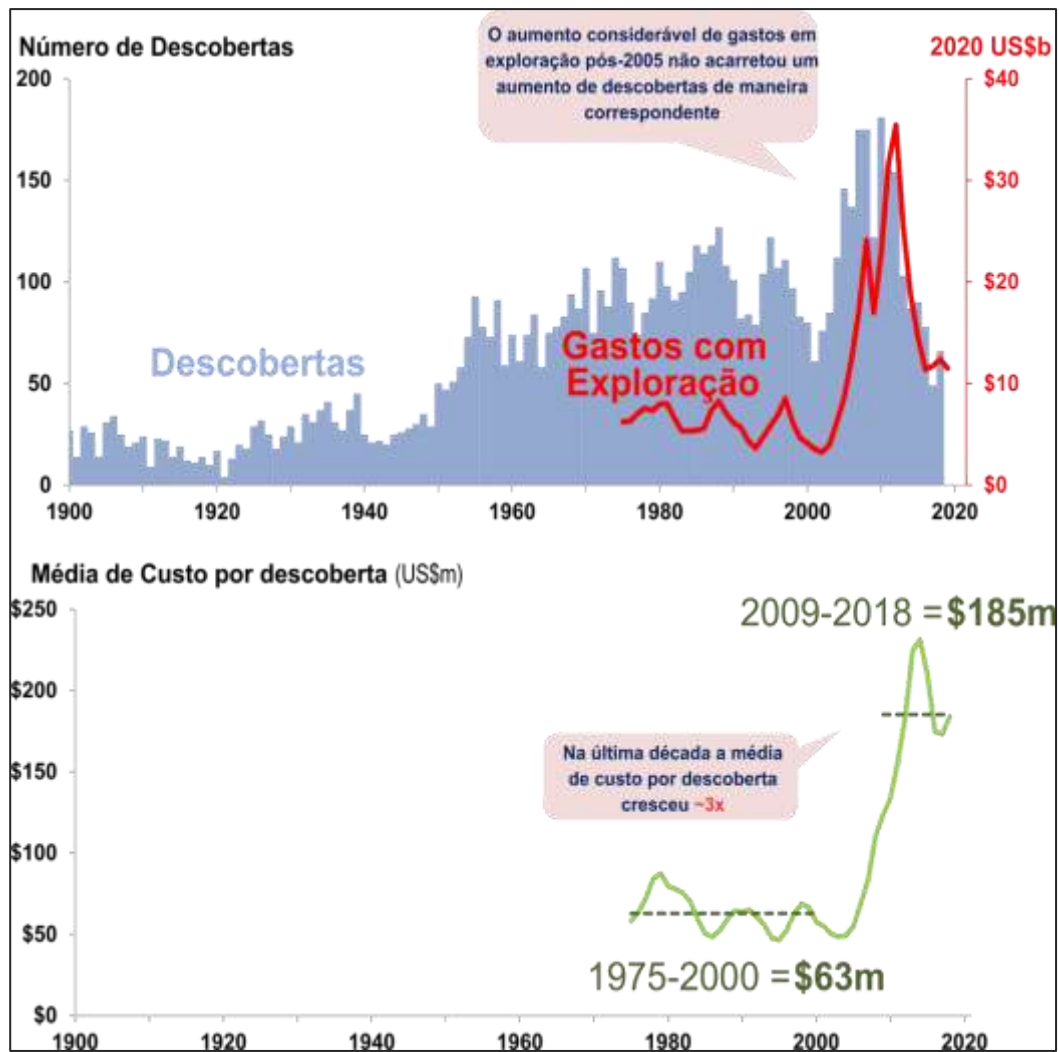 Número de Descobertas
2020 US$b
O aumento considerável de gastos em
exploração pós-2005 não acarretou um
aumento de descobertas de maneira
correspondente
200
150
100
50
0
$40
$30
$20
$10
$0
Descobertas
Gastos com
Exploração
1900
1920
1940
1960
1980
2000
2020
Média de Custo por descoberta (US$m)
$250
$200
$150
$100
$50
$0
2009-2018 =$185m
Na última década a média
de custo por descoberta
cresceu ~3x
1975-2000 =$63m
1900
1920
1940
1960
1980
2000
2020